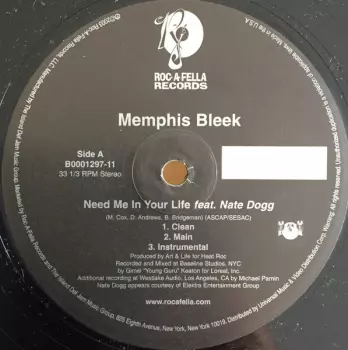 ROC-A-FELLA
RECORDS
Memphis Bleek
Side A
B0001297-11
33 1/3 RPM Stereo
Need Me In Your Life feat. Nate Dogg
(M. Cox, D. Andrews, B. Bridgeman) (ASCAP/SESAC)
1. Clean
2. Main
3. Instrumental
Produced by Art & Life for Heat Roc
Recorded and Mixed at Baseline Studios, NYC
by Gimel "Young Guru" Keaton for Loreal, Inc.
Additional recording at Westlake Audio, Los Angeles, CA by Michael Parnin
Nate Dogg appears courtesy of Elektra Entertainment Group
www.rocafella.com